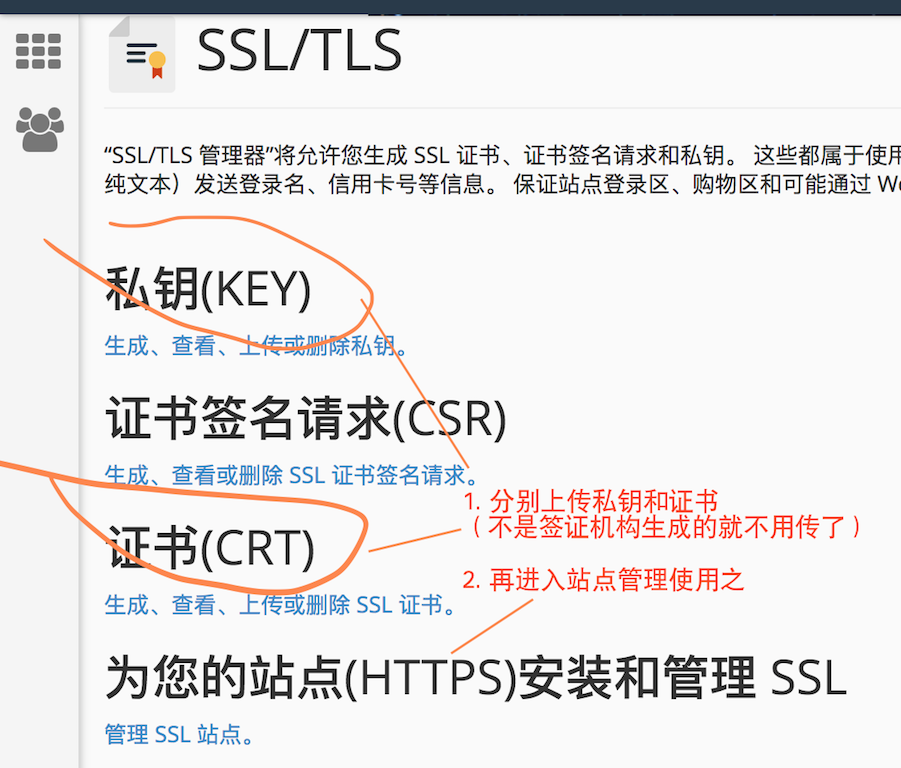 SSL/TLS
“SSL/TLS 管理器”将允许您生成 SSL 证书、证书签名请求和私钥。 这些都属于使用
纯文本）发送登录名、信用卡号等信息。 保证站点登录区、购物区和可能通过 We
私钥(KEY)
生成、查看、上传或删除私钥。
证书签名请求(CSR)
生成、查看或删除 SSL 证书签名请求。
1. 分别上传私钥和证书
（不是签证机构生成的就不用传了）
证书(CRT)
2. 再进入站点管理使用之
生成、查看、上传或删除 SSL 证书。
为您的站点(HTTPS)安装和管理 SSL
管理 SSL 站点。